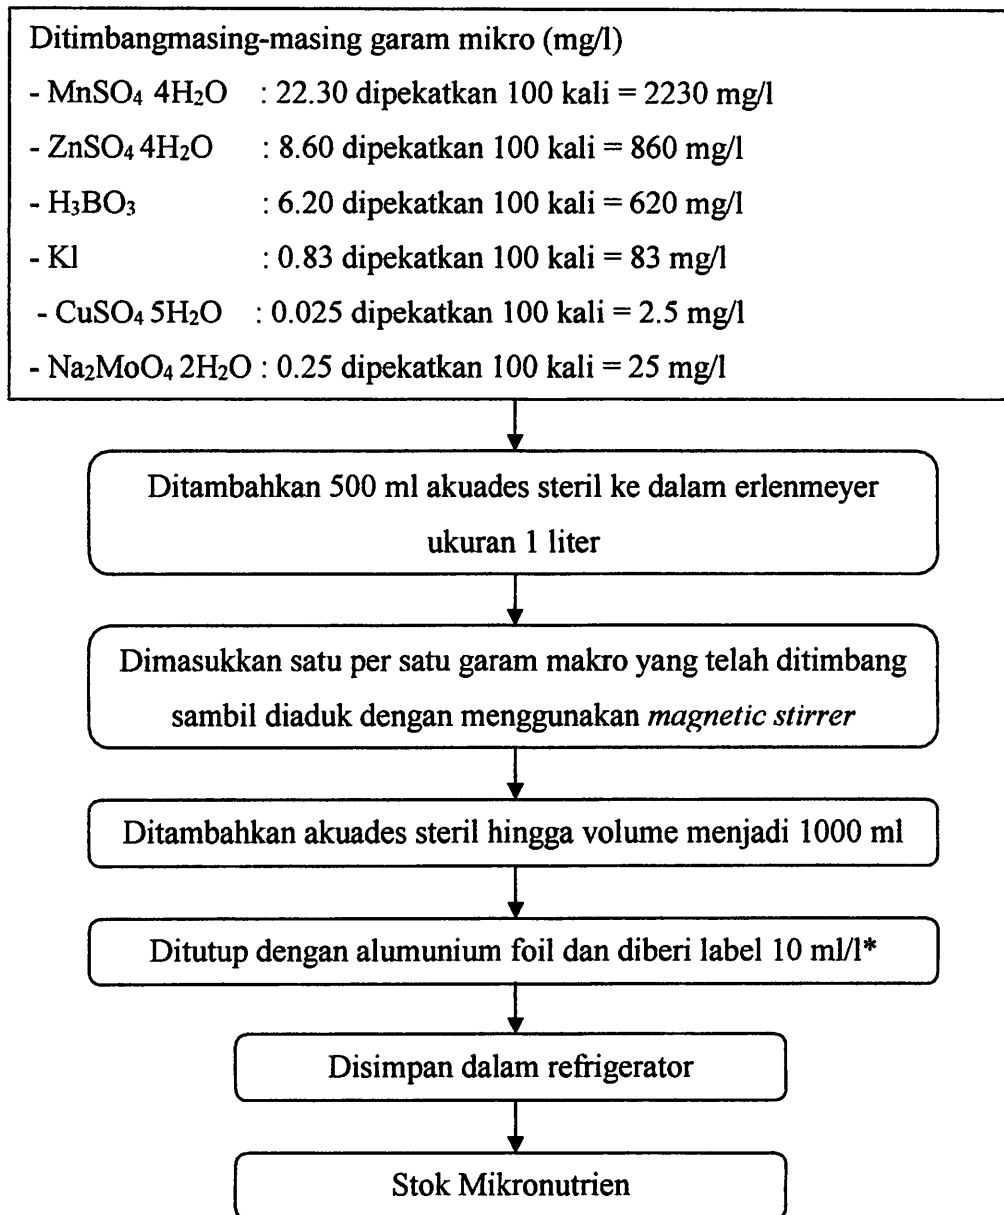 Ditimbangmasing-masing garam mikro (mg/l)
- MnSO₄ 4H₂O : 22.30 dipekatkan 100 kali = 2230 mg/l
- ZnSO₄ 4H₂O : 8.60 dipekatkan 100 kali = 860 mg/l
- H₃BO₃ : 6.20 dipekatkan 100 kali = 620 mg/l
- Kl : 0.83 dipekatkan 100 kali = 83 mg/l
- CuSO₄ 5H₂O : 0.025 dipekatkan 100 kali = 2.5 mg/l
- Na₂MoO₄ 2H₂O : 0.25 dipekatkan 100 kali = 25 mg/l
Ditambahkan 500 ml akuades steril ke dalam erlenmeyer
ukuran 1 liter
Dimasukkan satu per satu garam makro yang telah ditimbang
sambil diaduk dengan menggunakan magnetic stirrer
Ditambahkan akuades steril hingga volume menjadi 1000 ml
Ditutup dengan alumunium foil dan diberi label 10 ml/l*
Disimpan dalam refrigerator
Stok Mikronutrien